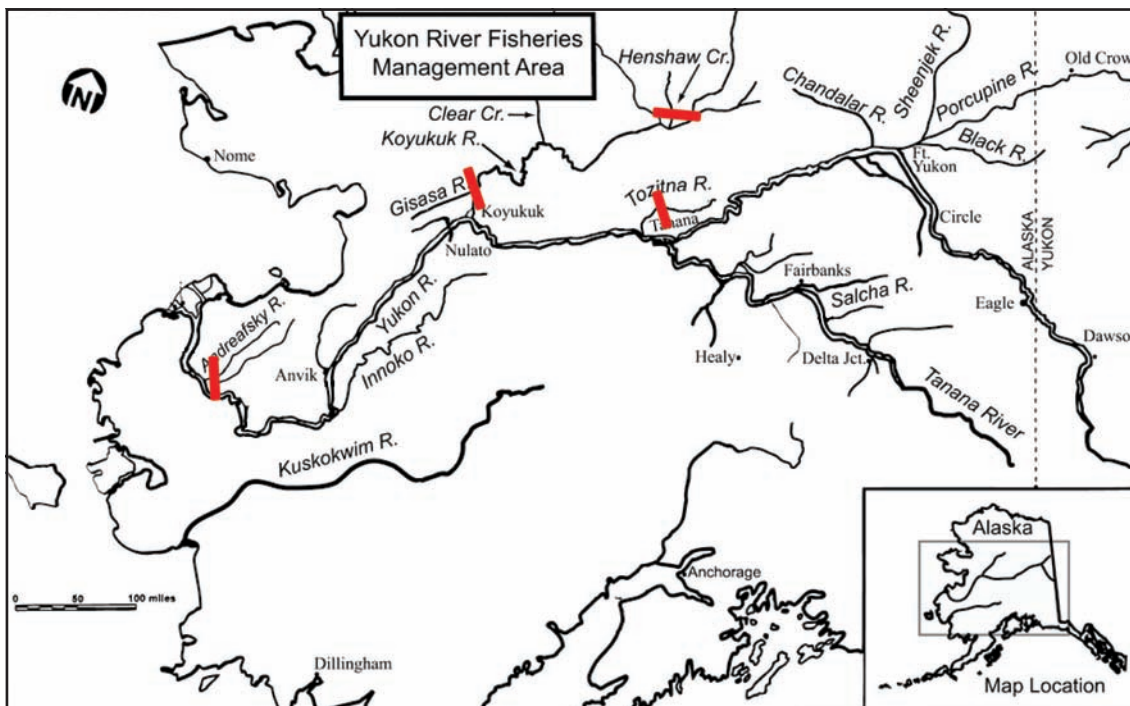 Yukon River Fisheries
Management Area
N
Nome
Clear Cr.
Koyukuk R.
Henshaw Cr.
Chandalar R.
Sheenjek R.
Porcupine R.
Old Crow
Black R.
Ft.
Yukon
Gisasa R.
Koyukuk
Nulato
Tozitna R.
Tanana
Circle
ALASKA
YUKON
Fairbanks
Salcha R.
Eagle
Dawso
Andreafsky R.
Anvik
Yukon R.
Innoko R.
Healy
Delta Jct.
Tanana River
Kuskokwim R.
0 50 100 miles
Anchorage
Dillingham
Alaska
Map Location